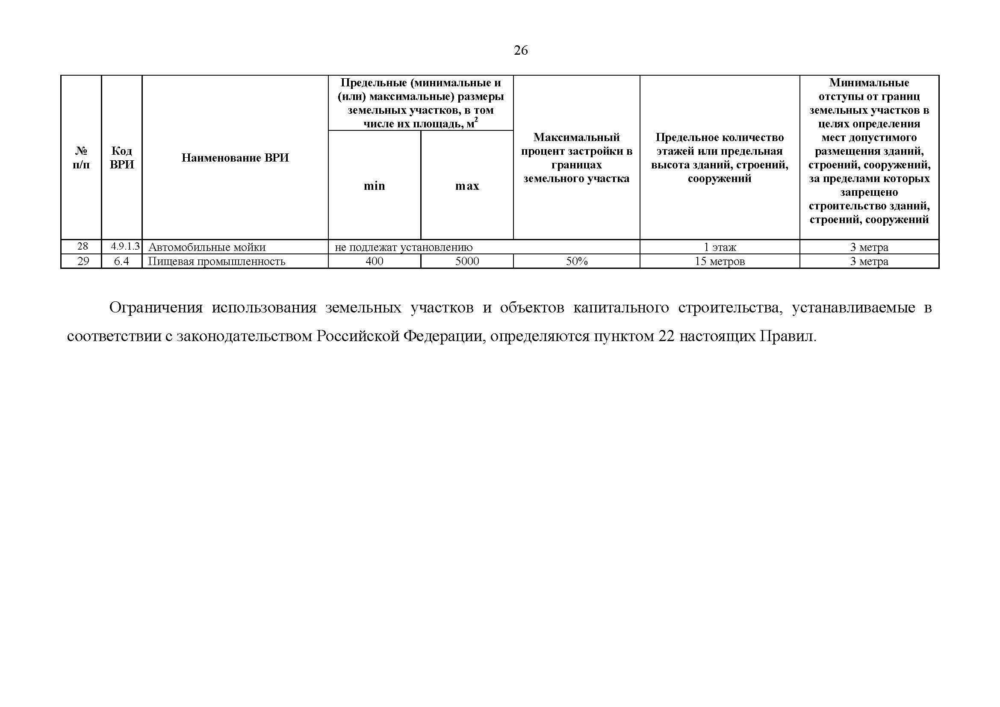 26
№
п/п
Код
ВРИ
Наименование ВРИ
Предельные (минимальные и
(или) максимальные) размеры
земельных участков, в том
числе их площадь, м²
min
max
Максимальный
процент застройки в
границах
земельного участка
Предельное количество
этажей или предельная
высота зданий, строений,
сооружений
Минимальные
отступы от границ
земельных участков в
целях определения
мест допустимого
размещения зданий,
строений, сооружений,
за пределами которых
запрещено
строительство зданий,
строений, сооружений
28 4.9.1.3 Автомобильные мойки не подлежат установлению 1 этаж 3 метра
29 6.4 Пищевая промышленность 400 5000 50% 15 метров 3 метра
Ограничения использования земельных участков и объектов капитального строительства, устанавливаемые в
соответствии с законодательством Российской Федерации, определяются пунктом 22 настоящих Правил.